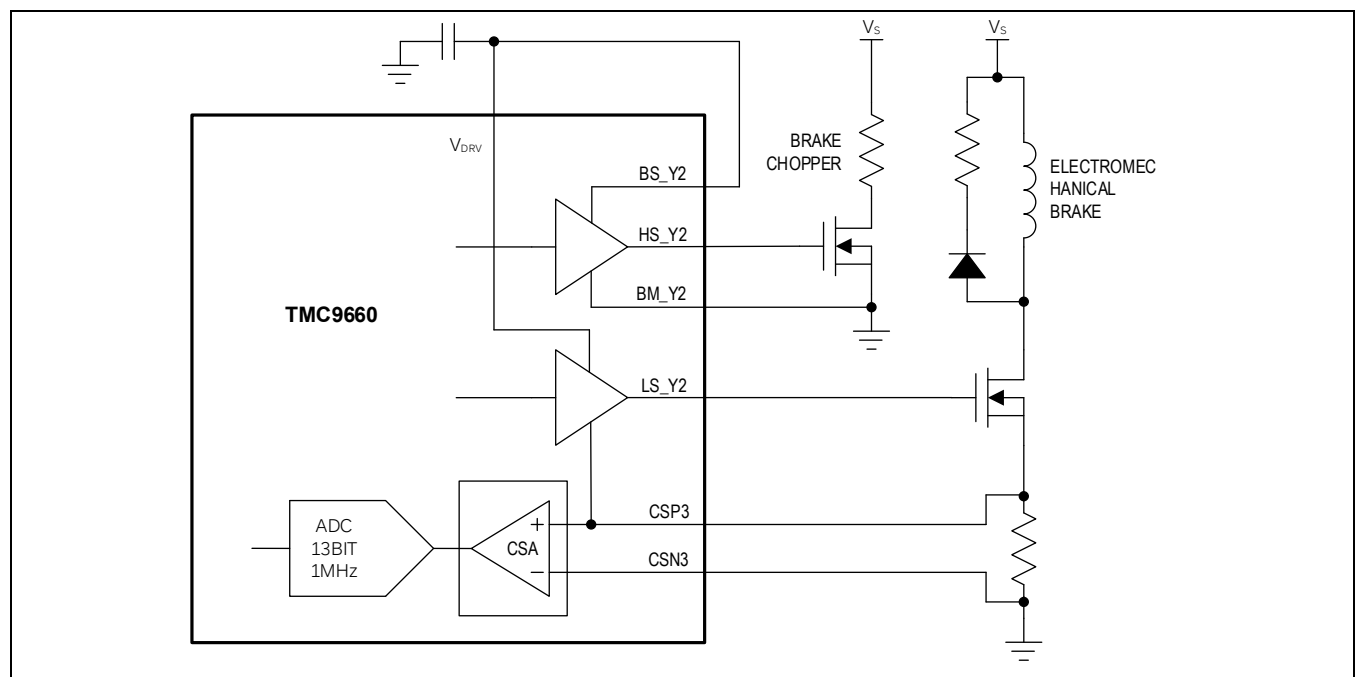 Vs
Vs
VDRV
BRAKE
CHOPPER
ELECTROMEC
HANICAL
BRAKE
BS_Y2
HS_Y2
BM_Y2
TMC9660
LS_Y2
CSP3
ADC
13BIT
1MHz
+
CSA
−
CSN3